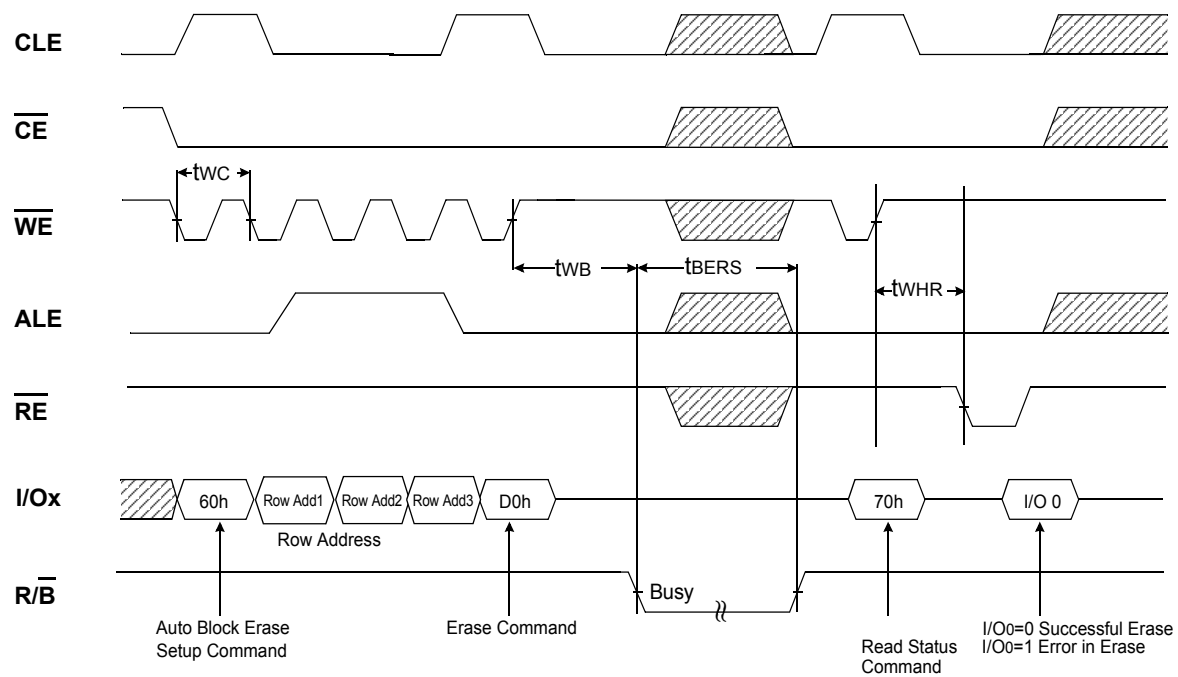 CLE
CE
tWC
WE
tWB
tBERS
tWHR
ALE
RE
I/Ox
60h
Row Add1
Row Add2
Row Add3
D0h
70h
I/O 0
Row Address
R/B
Busy
Auto Block Erase
Setup Command
Erase Command
Read Status
Command
I/O0=0 Successful Erase
I/O0=1 Error in Erase